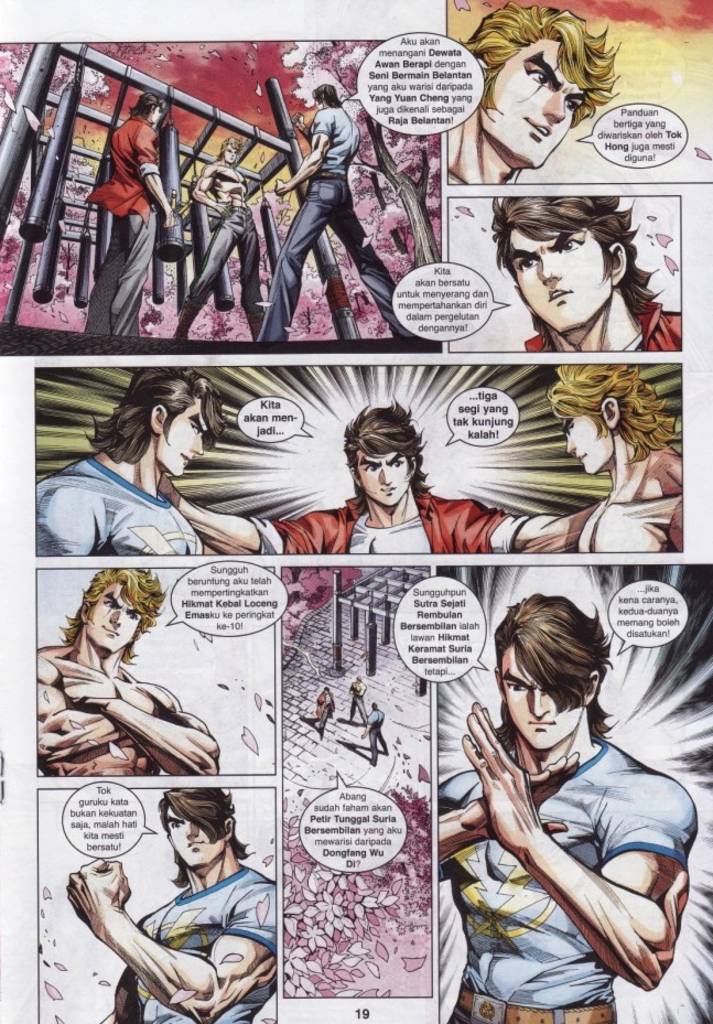 Aku akan
menangani Dewata
Awan Berapi dengan
Seni Bermain Belantan
yang aku warisi daripada
Yang Yuan Cheng yang
juga dikenali sebagai
Raja Belantan!
Panduan
bertiga yang
diwariskan oleh Tok
Hong juga mesti
diguna!
Kita
akan bersatu
untuk menyerang dan
mempertahankan diri
dalam pergelutan
dengannya!
Kita
akan men-
jadi...
...tiga
segi yang
tak kunjung
kalah!
Sungguh
beruntung aku telah
mempertingkatkan
Hikmat Kebal Loceng
Emasku ke peringkat
ke-10!
Tok
guruku kata
bukan kekuatan
saja, malah hati
kita mesti
bersatu!
Abang
sudah faham akan
Petir Tunggal Suria
Bersembilan yang aku
mewarisi daripada
Dongfang Wu
Di?
Sungguhpun
Sutra Sejati
Rembulan
Bersembilan ialah
lawan Hikmat
Keramat Suria
Bersembilan
tetapi...
...jika
kena caranya,
kedua-duanya
memang boleh
disatukan!
19